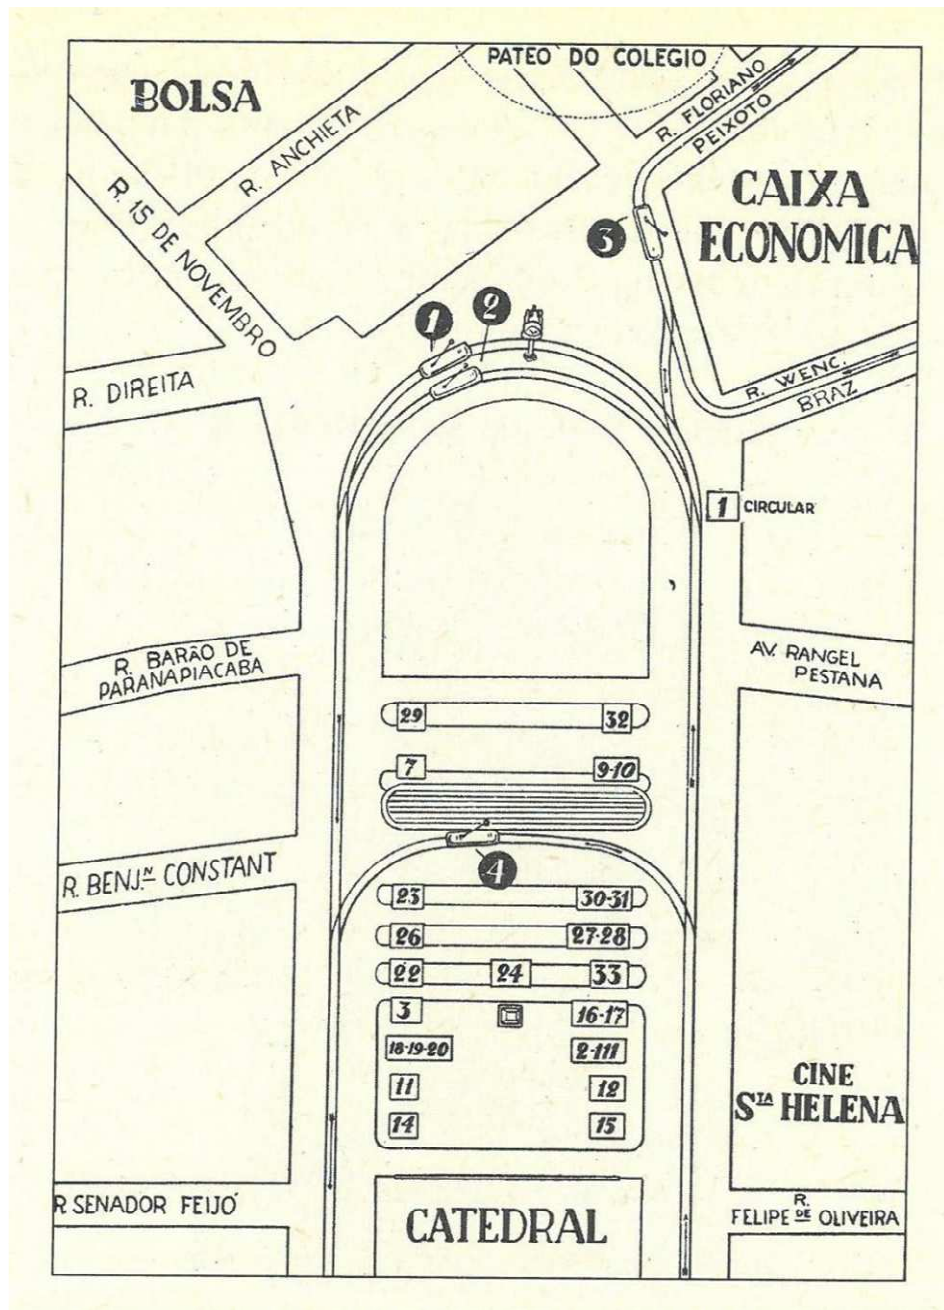 PATEO DO COLEGIO
BOLSA
R. ANCHIETA
R. FLORIANO
PEIXOTO
R. 15 DE NOVEMBRO
CAIXA
ECONOMICA
3
1
2
R. DIREITA
R. WENC.
BRAZ
1 CIRCULAR
R. BARÃO DE
PARANAPIACABA
AV. RANGEL
PESTANA
29 32
7 9-10
4
R. BENJ.N CONSTANT
23 30-31
26 27-28
22 24 33
3 16-17
18-19-20 2-111
11 12
14 15
CINE
STA HELENA
R SENADOR FEIJÓ
CATEDRAL
R.
FELIPE DE OLIVEIRA